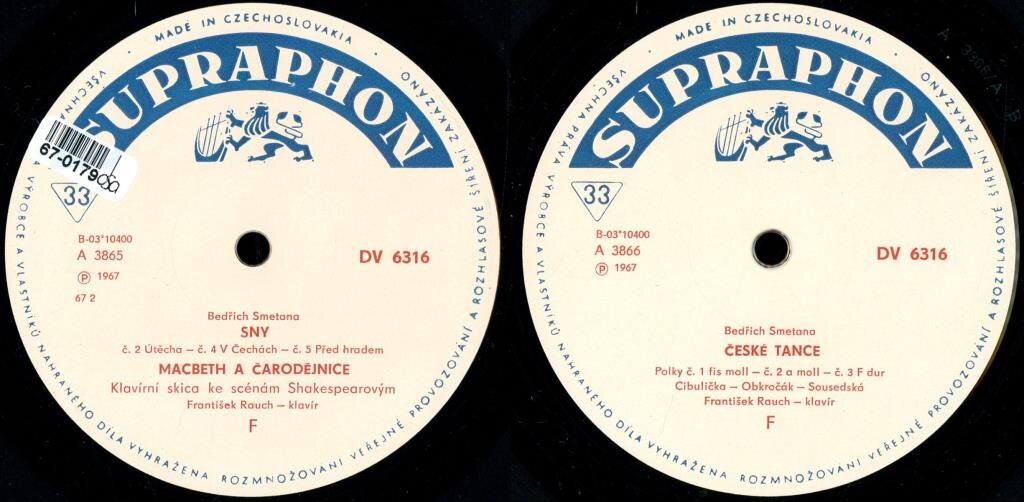 MADE IN CZECHOSLOVAKIA
SUPRAPHON
67-0179
33
B-03*10400
A 3865
Ⓟ 1967
67 2
DV 6316
Bedřich Smetana
SNY
č. 2 Útěcha – č. 4 V Čechách – č. 5 Před hradem
MACBETH A ČARODĚJNICE
Klavírní skica ke scénám Shakespearovým
František Rauch – klavír
F
VÝROBCE A VLASTNÍKŮ NAHRANÉHO DÍLA VYHRAŽENA ROZMNOŽOVÁNÍ VEŘEJNÉ PROVOZOVÁNÍ A ROZHLASOVÉ ŠÍŘENÍ ZAKÁZÁNO
MADE IN CZECHOSLOVAKIA
SUPRAPHON
33
B-03*10400
A 3866
Ⓟ 1967
DV 6316
Bedřich Smetana
ČESKÉ TANCE
Polky č. 1 fis moll – č. 2 a moll – č. 3 F dur
Cibulička – Obkročák – Sousedská
František Rauch – klavír
F
VŠECHNA PRÁVA VÝROBCE A VLASTNÍKŮ NAHRANÉHO DÍLA VYHRAŽENA ROZMNOŽOVÁNÍ VEŘEJNÉ PROVOZOVÁNÍ A ROZHLASOVÉ ŠÍŘENÍ ZAKÁZÁNO